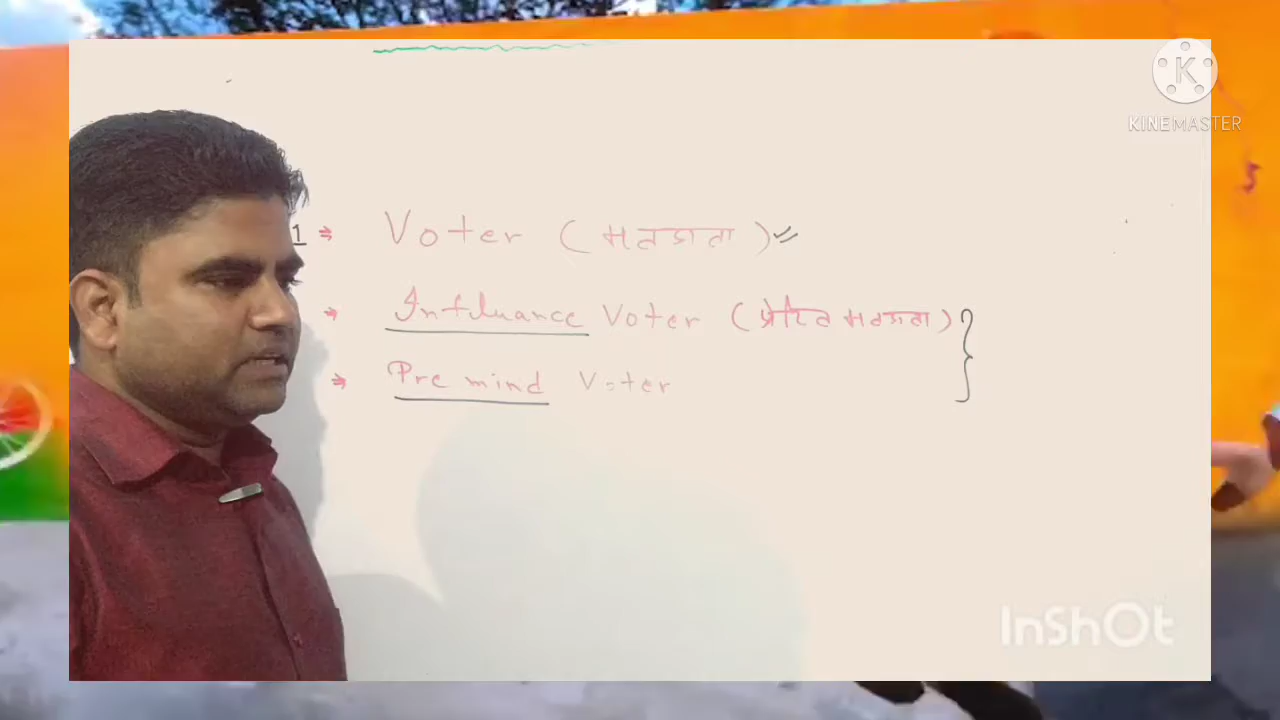 K
KINEMASTER
1 ⇒ Voter (मतदाता)
→ Influance Voter (प्रेरित मतदाता) }
⇒ Pre mind Voter
InShOt